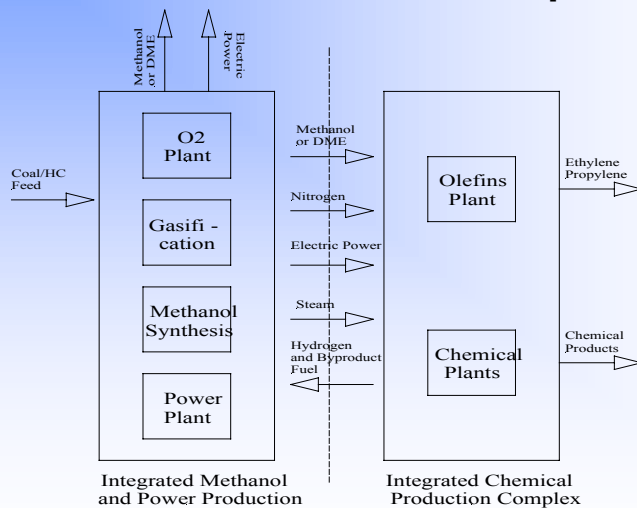 Methanol
or DME
Electric
Power
Coal/HC
Feed
O2
Plant
Gasifi -
cation
Methanol
Synthesis
Power
Plant
Methanol
or DME
Nitrogen
Electric Power
Steam
Hydrogen
and Byproduct
Fuel
Olefins
Plant
Chemical
Plants
Ethylene
Propylene
Chemical
Products
Integrated Methanol
and Power Production
Integrated Chemical
Production Complex